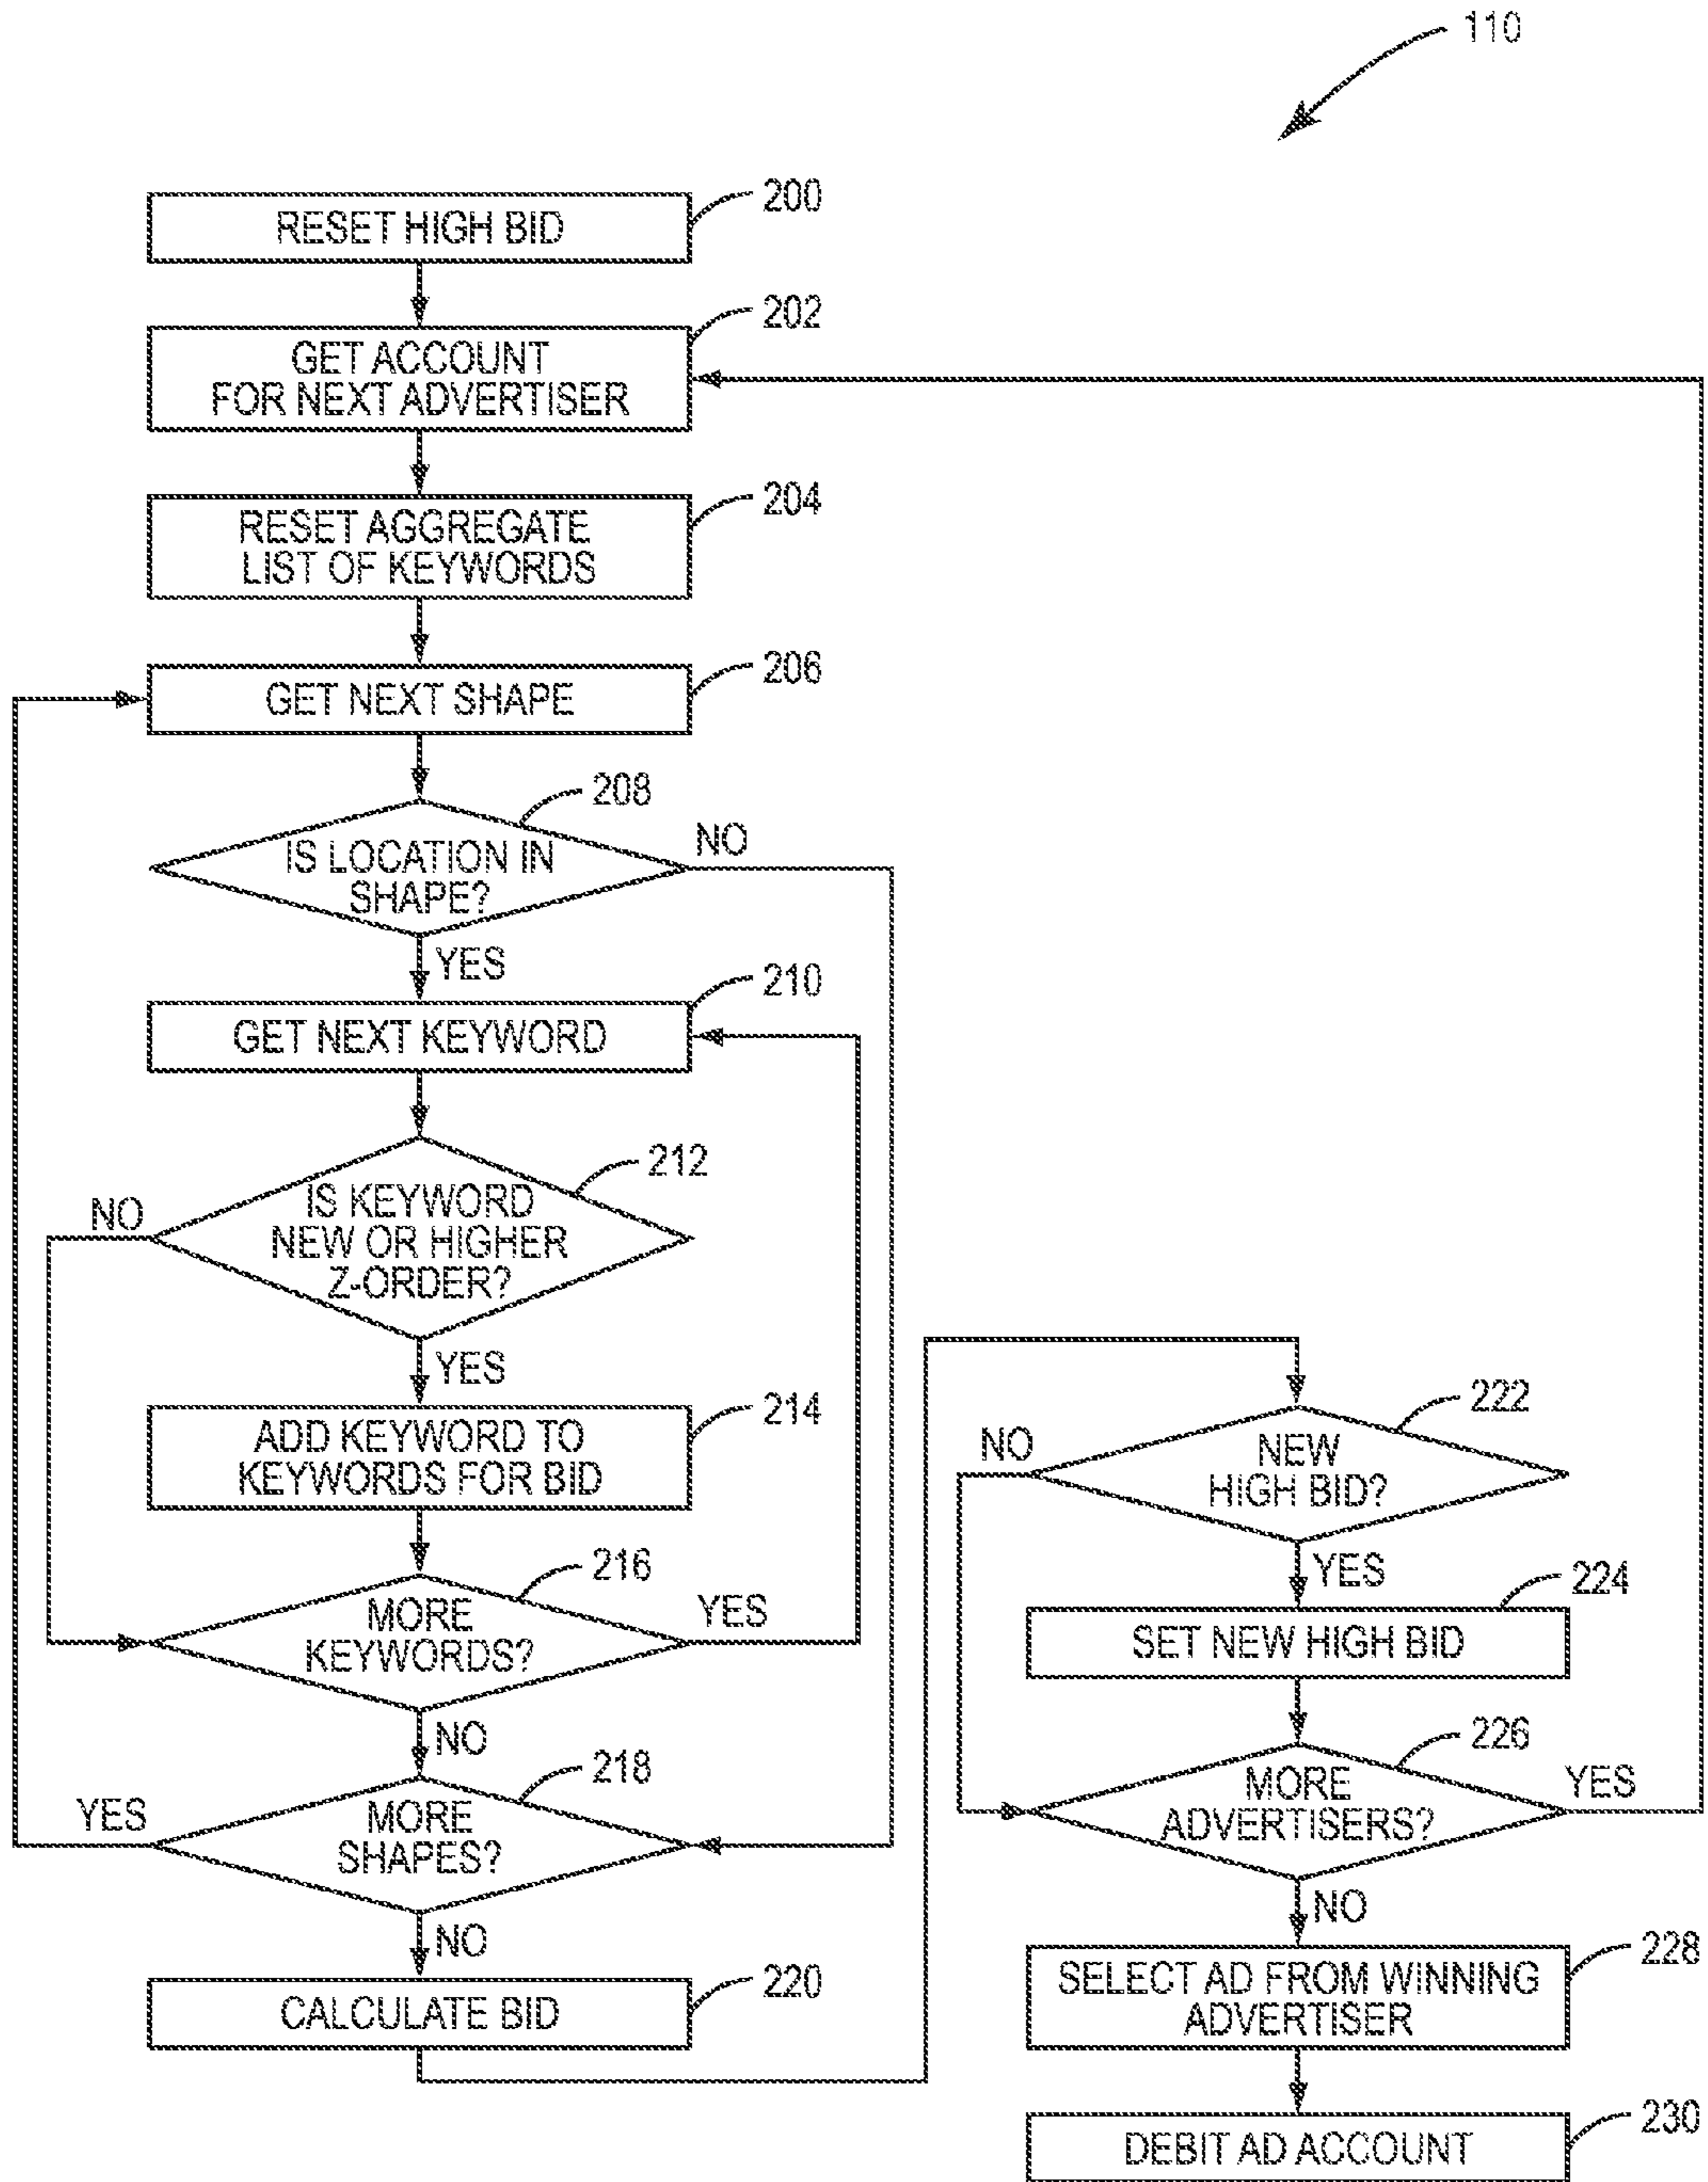 110
200
RESET HIGH BID
202
GET ACCOUNT
FOR NEXT ADVERTISER
204
RESET AGGREGATE
LIST OF KEYWORDS
206
GET NEXT SHAPE
208
IS LOCATION IN
SHAPE?
NO
YES
210
GET NEXT KEYWORD
212
IS KEYWORD
NEW OR HIGHER
Z-ORDER?
NO
YES
214
ADD KEYWORD TO
KEYWORDS FOR BID
216
MORE
KEYWORDS?
YES
NO
218
MORE
SHAPES?
YES
NO
220
CALCULATE BID
222
NEW
HIGH BID?
NO
YES
224
SET NEW HIGH BID
226
MORE
ADVERTISERS?
YES
NO
228
SELECT AD FROM WINNING
ADVERTISER
230
DEBIT AD ACCOUNT